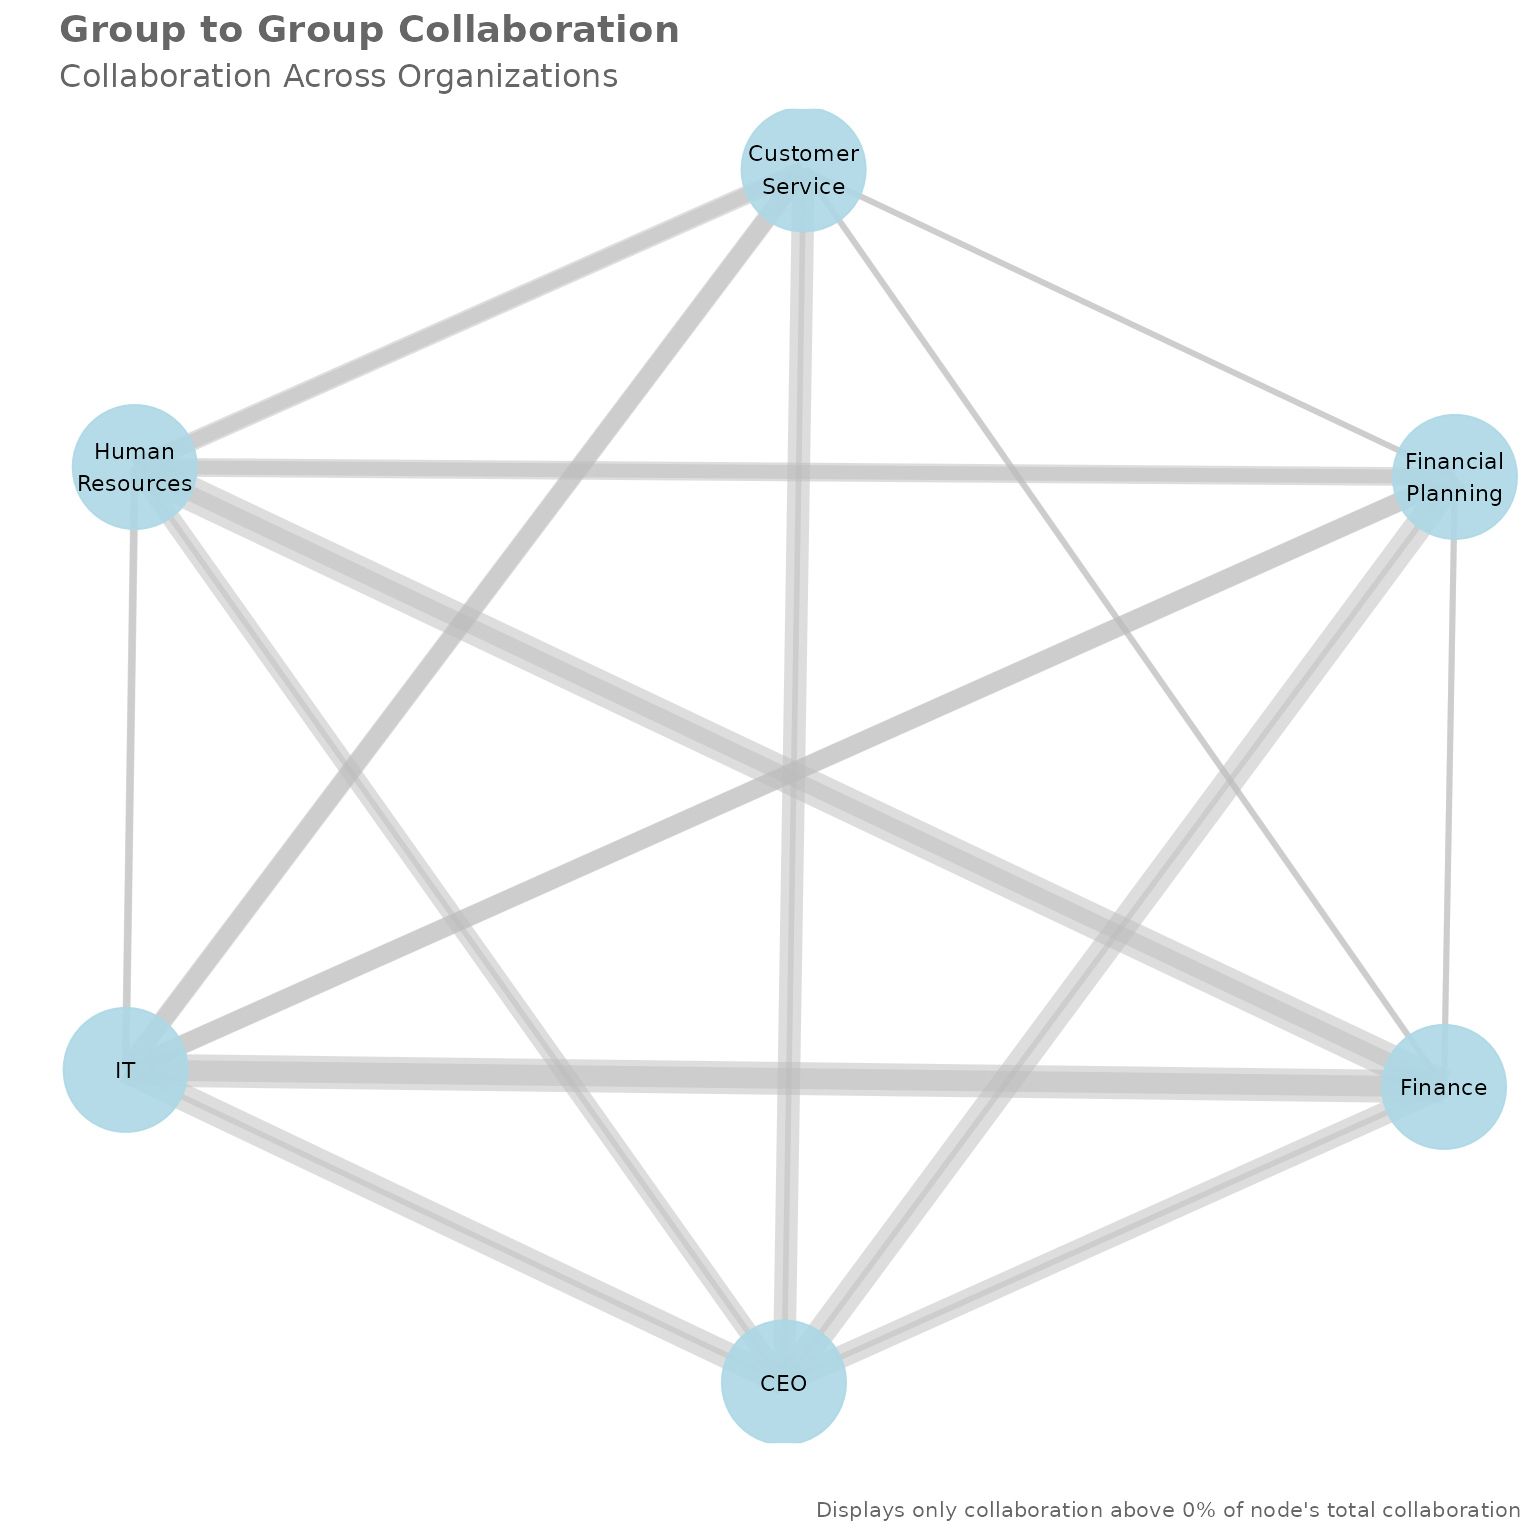 Group to Group Collaboration
Collaboration Across Organizations
Customer
Service
Human
Resources
Financial
Planning
IT
Finance
CEO
Displays only collaboration above 0% of node's total collaboration